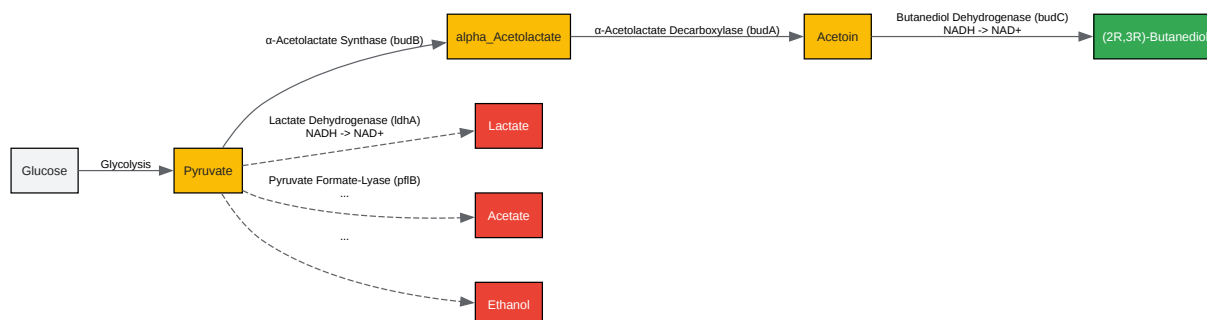 α-Acetolactate Synthase (budB)
alpha_Acetolactate
α-Acetolactate Decarboxylase (budA)
Acetoin
Butanediol Dehydrogenase (budC)
NADH -> NAD+
(2R,3R)-Butanediol
Glucose
Glycolysis
Pyruvate
Lactate Dehydrogenase (ldhA)
NADH -> NAD+
Lactate
Pyruvate Formate-Lyase (pflB)
...
Acetate
...
Ethanol